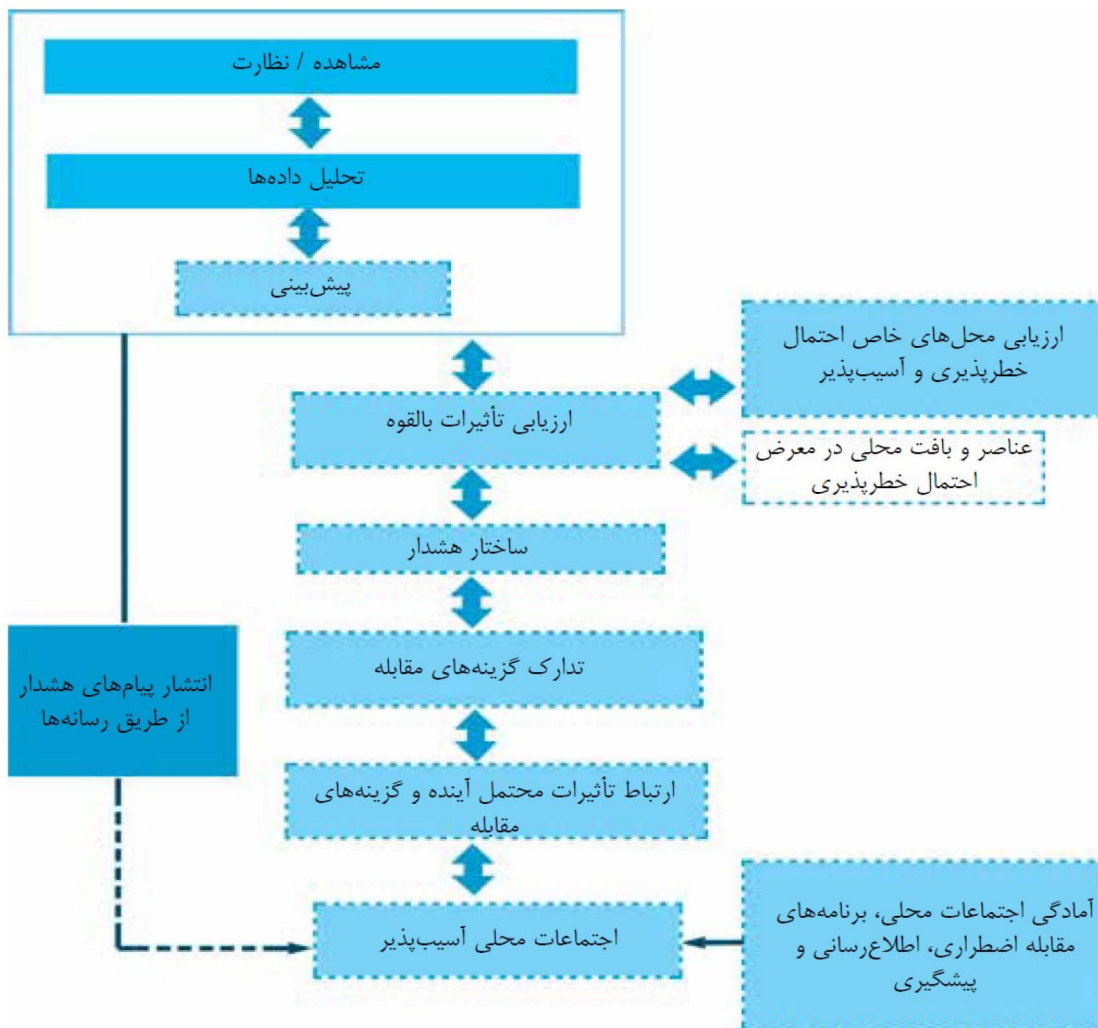 مشاهده / نظارت
تحلیل داده‌ها
پیش‌بینی
ارزیابی محل‌های خاص احتمال
خطرپذیری و آسیب‌پذیر
ارزیابی تأثیرات بالقوه
عناصر و بافت محلی در معرض
احتمال خطرپذیری
ساختار هشدار
تدارک گزینه‌های مقابله
انتشار پیام‌های هشدار
از طریق رسانه‌ها
ارتباط تأثیرات محتمل آینده و گزینه‌های
مقابله
اجتماعات محلی آسیب‌پذیر
آمادگی اجتماعات محلی، برنامه‌های
مقابله اضطراری، اطلاع‌رسانی و
پیشگیری